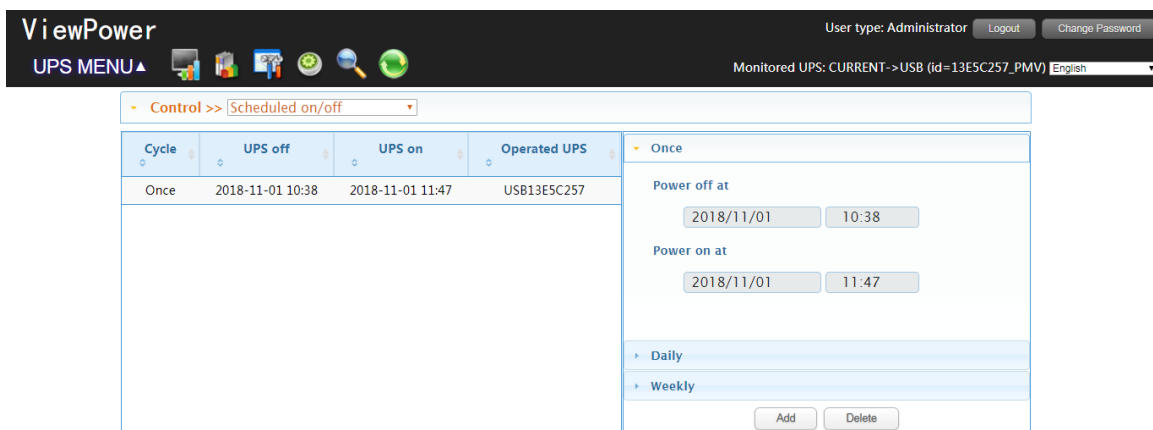 ViewPower
User type: Administrator Logout Change Password
UPS MENU▲
Monitored UPS: CURRENT->USB (id=13E5C257_PMV) English
Control >> Scheduled on/off
Cycle UPS off UPS on Operated UPS
Once 2018-11-01 10:38 2018-11-01 11:47 USB13E5C257
Once
Power off at
2018/11/01 10:38
Power on at
2018/11/01 11:47
Daily
Weekly
Add Delete